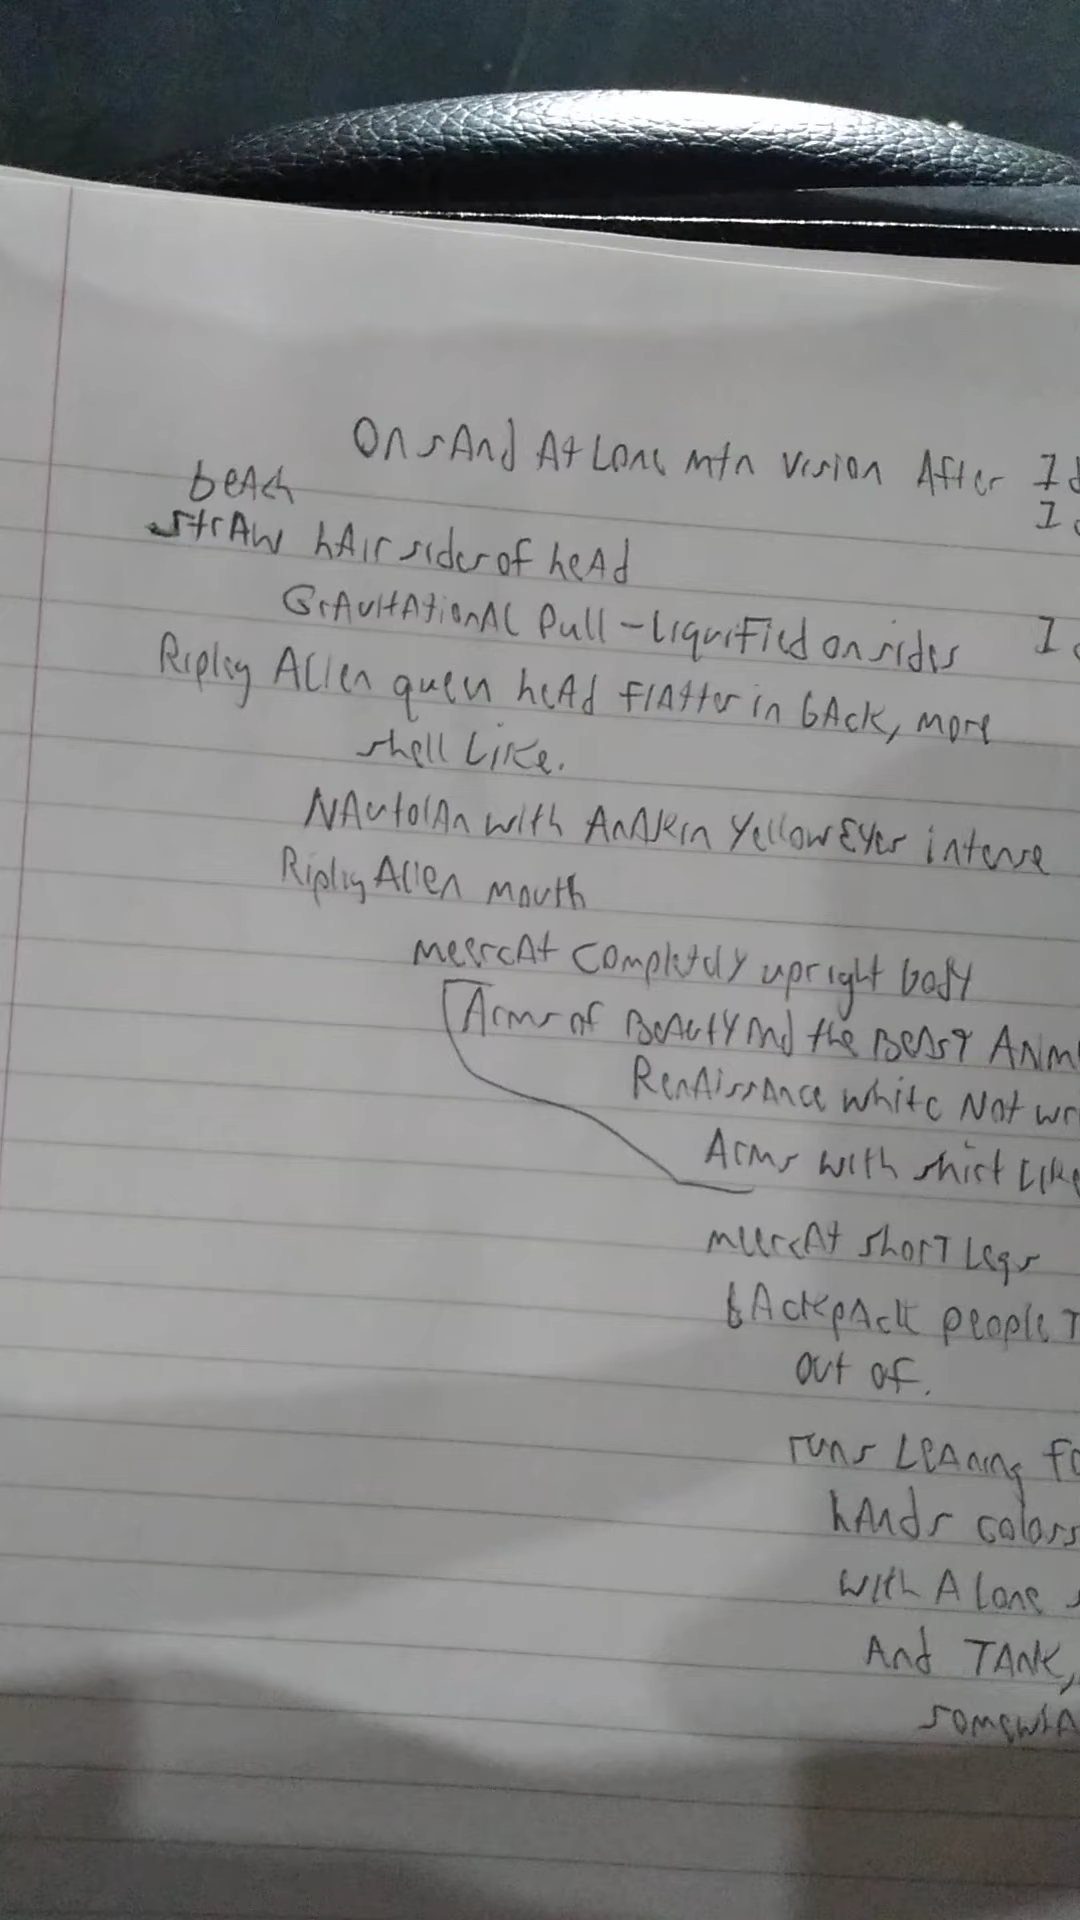 On sAnd At Lone mtn vision After I
beAch
I
strAw hAir sides of heAd
GrAvitAtionAL Pull - Liquified on sides I
Ripley ALien queen heAd flAtter in bAck, more
shell Like.
NAutolAn with AnAkin Yellow Eyes intense
Ripley ALien mouth
meercAt completely upright body
Arms of BeAuty And the BeAst
RenAissAnce white Not
Arms with shirt Like
meercAt short Legs
bAckpAck people
out of.
runs LeAning
hAnds colors
with A Lone
And TANK,